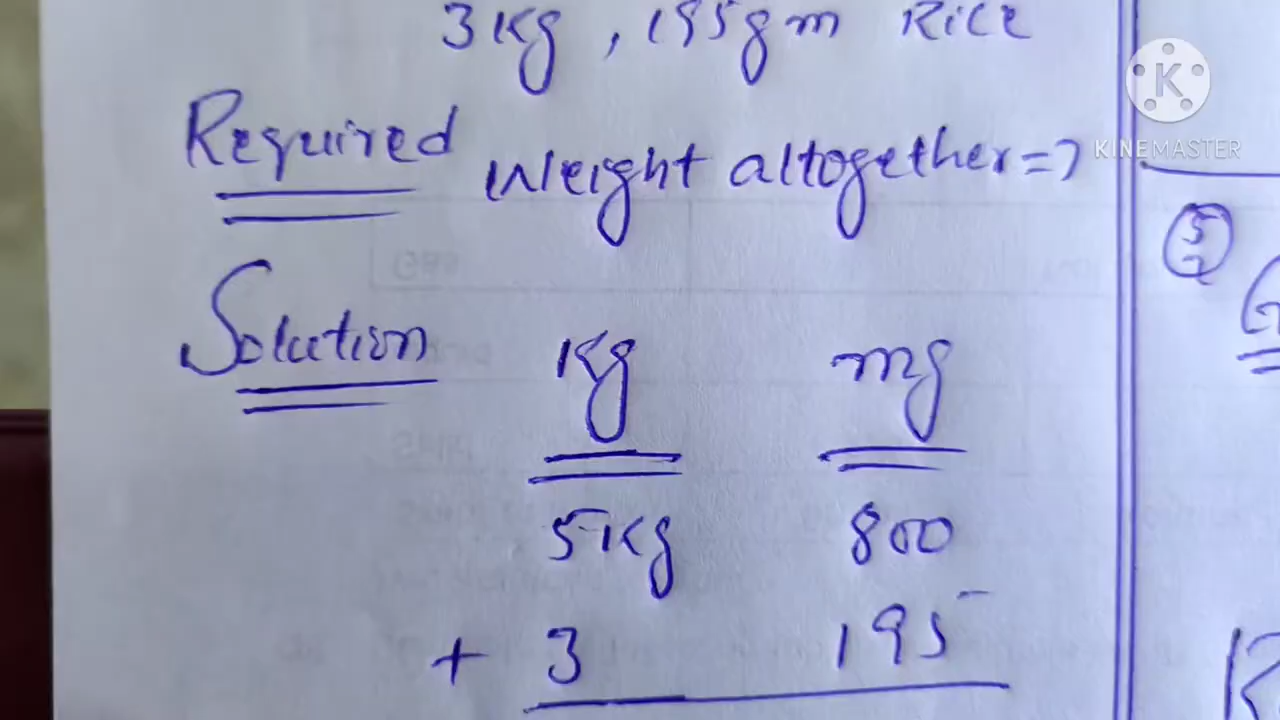 3Kg, 195gm Rice
Required Weight altogether=?
Solution Kg mg
5Kg 800
+ 3 195
K
KINEMASTER